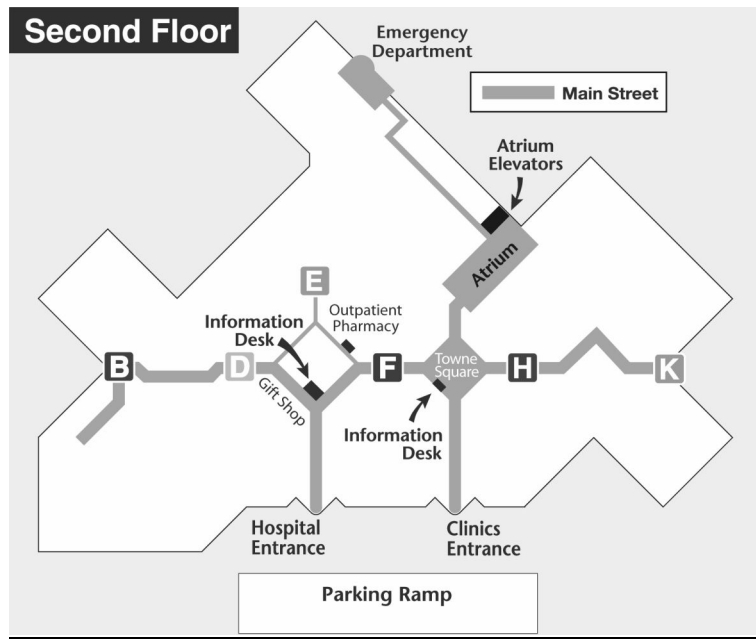 Second Floor
Emergency
Department
Main Street
Atrium
Elevators
Atrium
E
Outpatient
Pharmacy
Information
Desk
B
D
F
Towne
Square
H
K
Gift Shop
Information
Desk
Hospital
Entrance
Clinics
Entrance
Parking Ramp